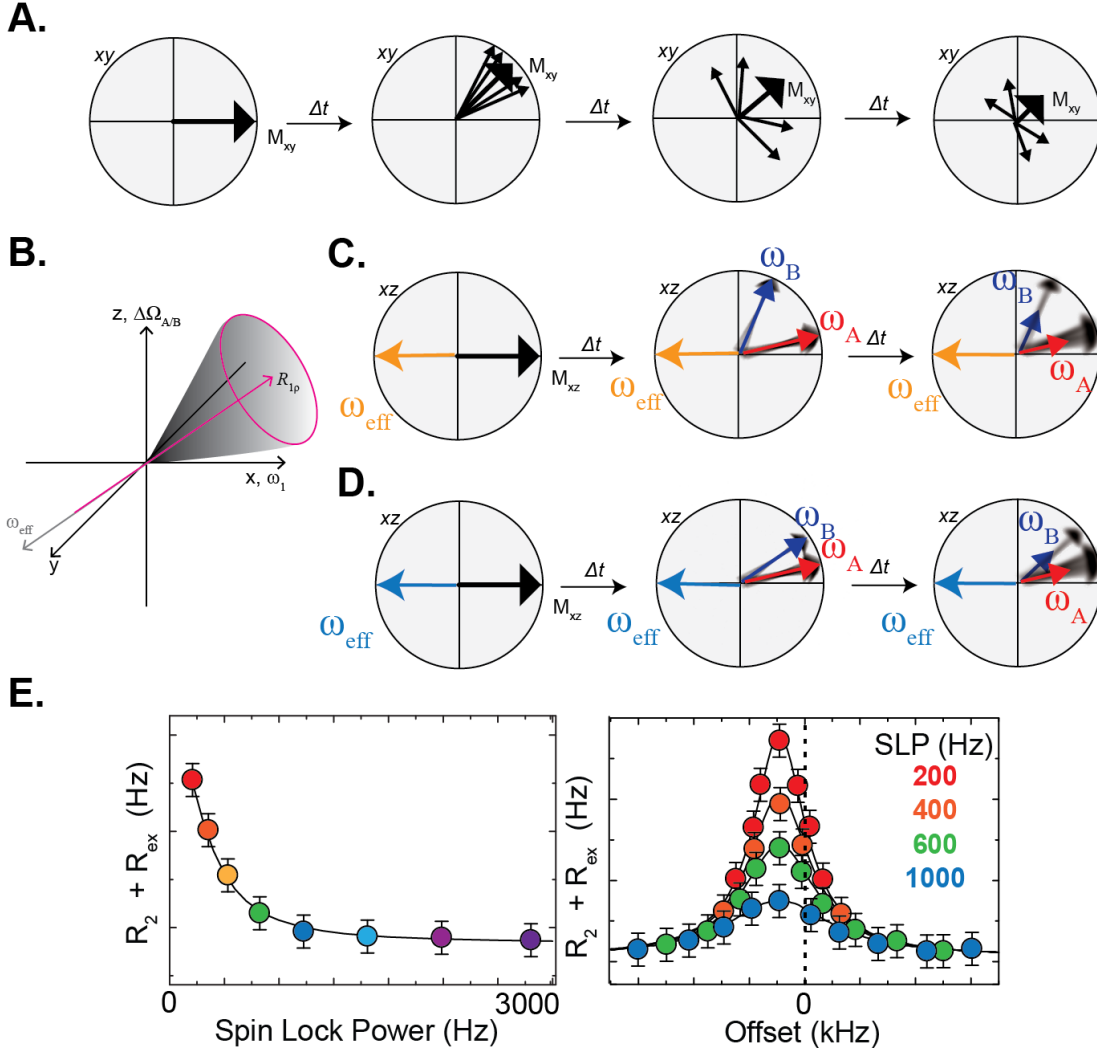 A.
xy
M_xy
Δt
xy
M_xy
Δt
xy
M_xy
Δt
xy
M_xy
B.
z, ΔΩ_A/B
R_1ρ
x, ω_1
ω_eff
y
C.
xz
ω_eff
M_xz
Δt
xz
ω_B
ω_A
ω_eff
Δt
xz
ω_B
ω_A
ω_eff
D.
xz
ω_eff
M_xz
Δt
xz
ω_B
ω_A
ω_eff
Δt
xz
ω_B
ω_A
ω_eff
E.
R_2 + R_ex (Hz)
0 3000
Spin Lock Power (Hz)
R_2 + R_ex (Hz)
SLP (Hz)
200
400
600
1000
0
Offset (kHz)